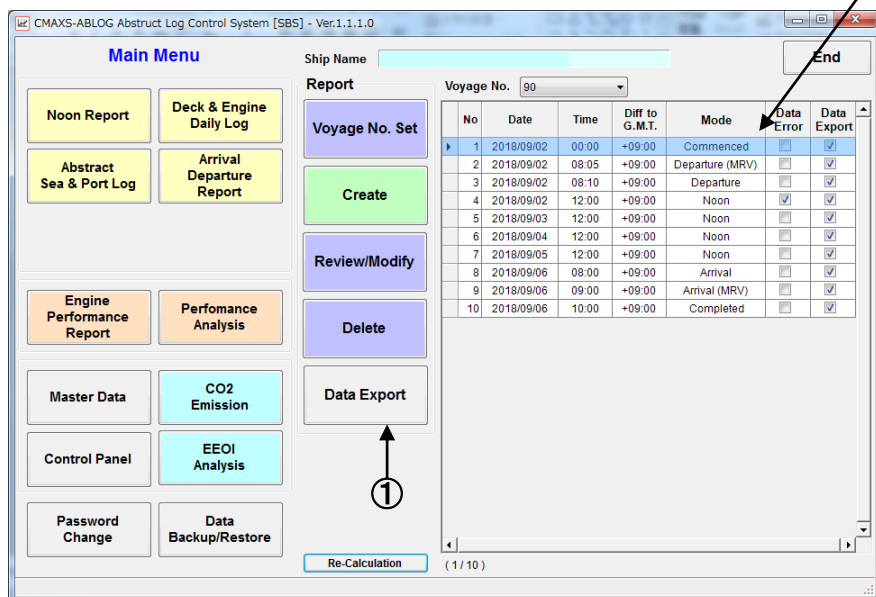 CMAXS-ABLOG Abstruct Log Control System [SBS] - Ver.1.1.1.0
Main Menu
Ship Name
End
Noon Report
Deck & Engine
Daily Log
Abstract
Sea & Port Log
Arrival
Departure
Report
Engine
Performance
Report
Perfomance
Analysis
Master Data
CO2
Emission
Control Panel
EEOI
Analysis
Password
Change
Data
Backup/Restore
Report
Voyage No. Set
Create
Review/Modify
Delete
Data Export
①
Re-Calculation
Voyage No. 90
No Date Time Diff to G.M.T. Mode Data Error Data Export
1 2018/09/02 00:00 +09:00 Commenced
2 2018/09/02 08:05 +09:00 Departure (MRV)
3 2018/09/02 08:10 +09:00 Departure
4 2018/09/02 12:00 +09:00 Noon
5 2018/09/03 12:00 +09:00 Noon
6 2018/09/04 12:00 +09:00 Noon
7 2018/09/05 12:00 +09:00 Noon
8 2018/09/06 08:00 +09:00 Arrival
9 2018/09/06 09:00 +09:00 Arrival (MRV)
10 2018/09/06 10:00 +09:00 Completed
( 1 / 10 )